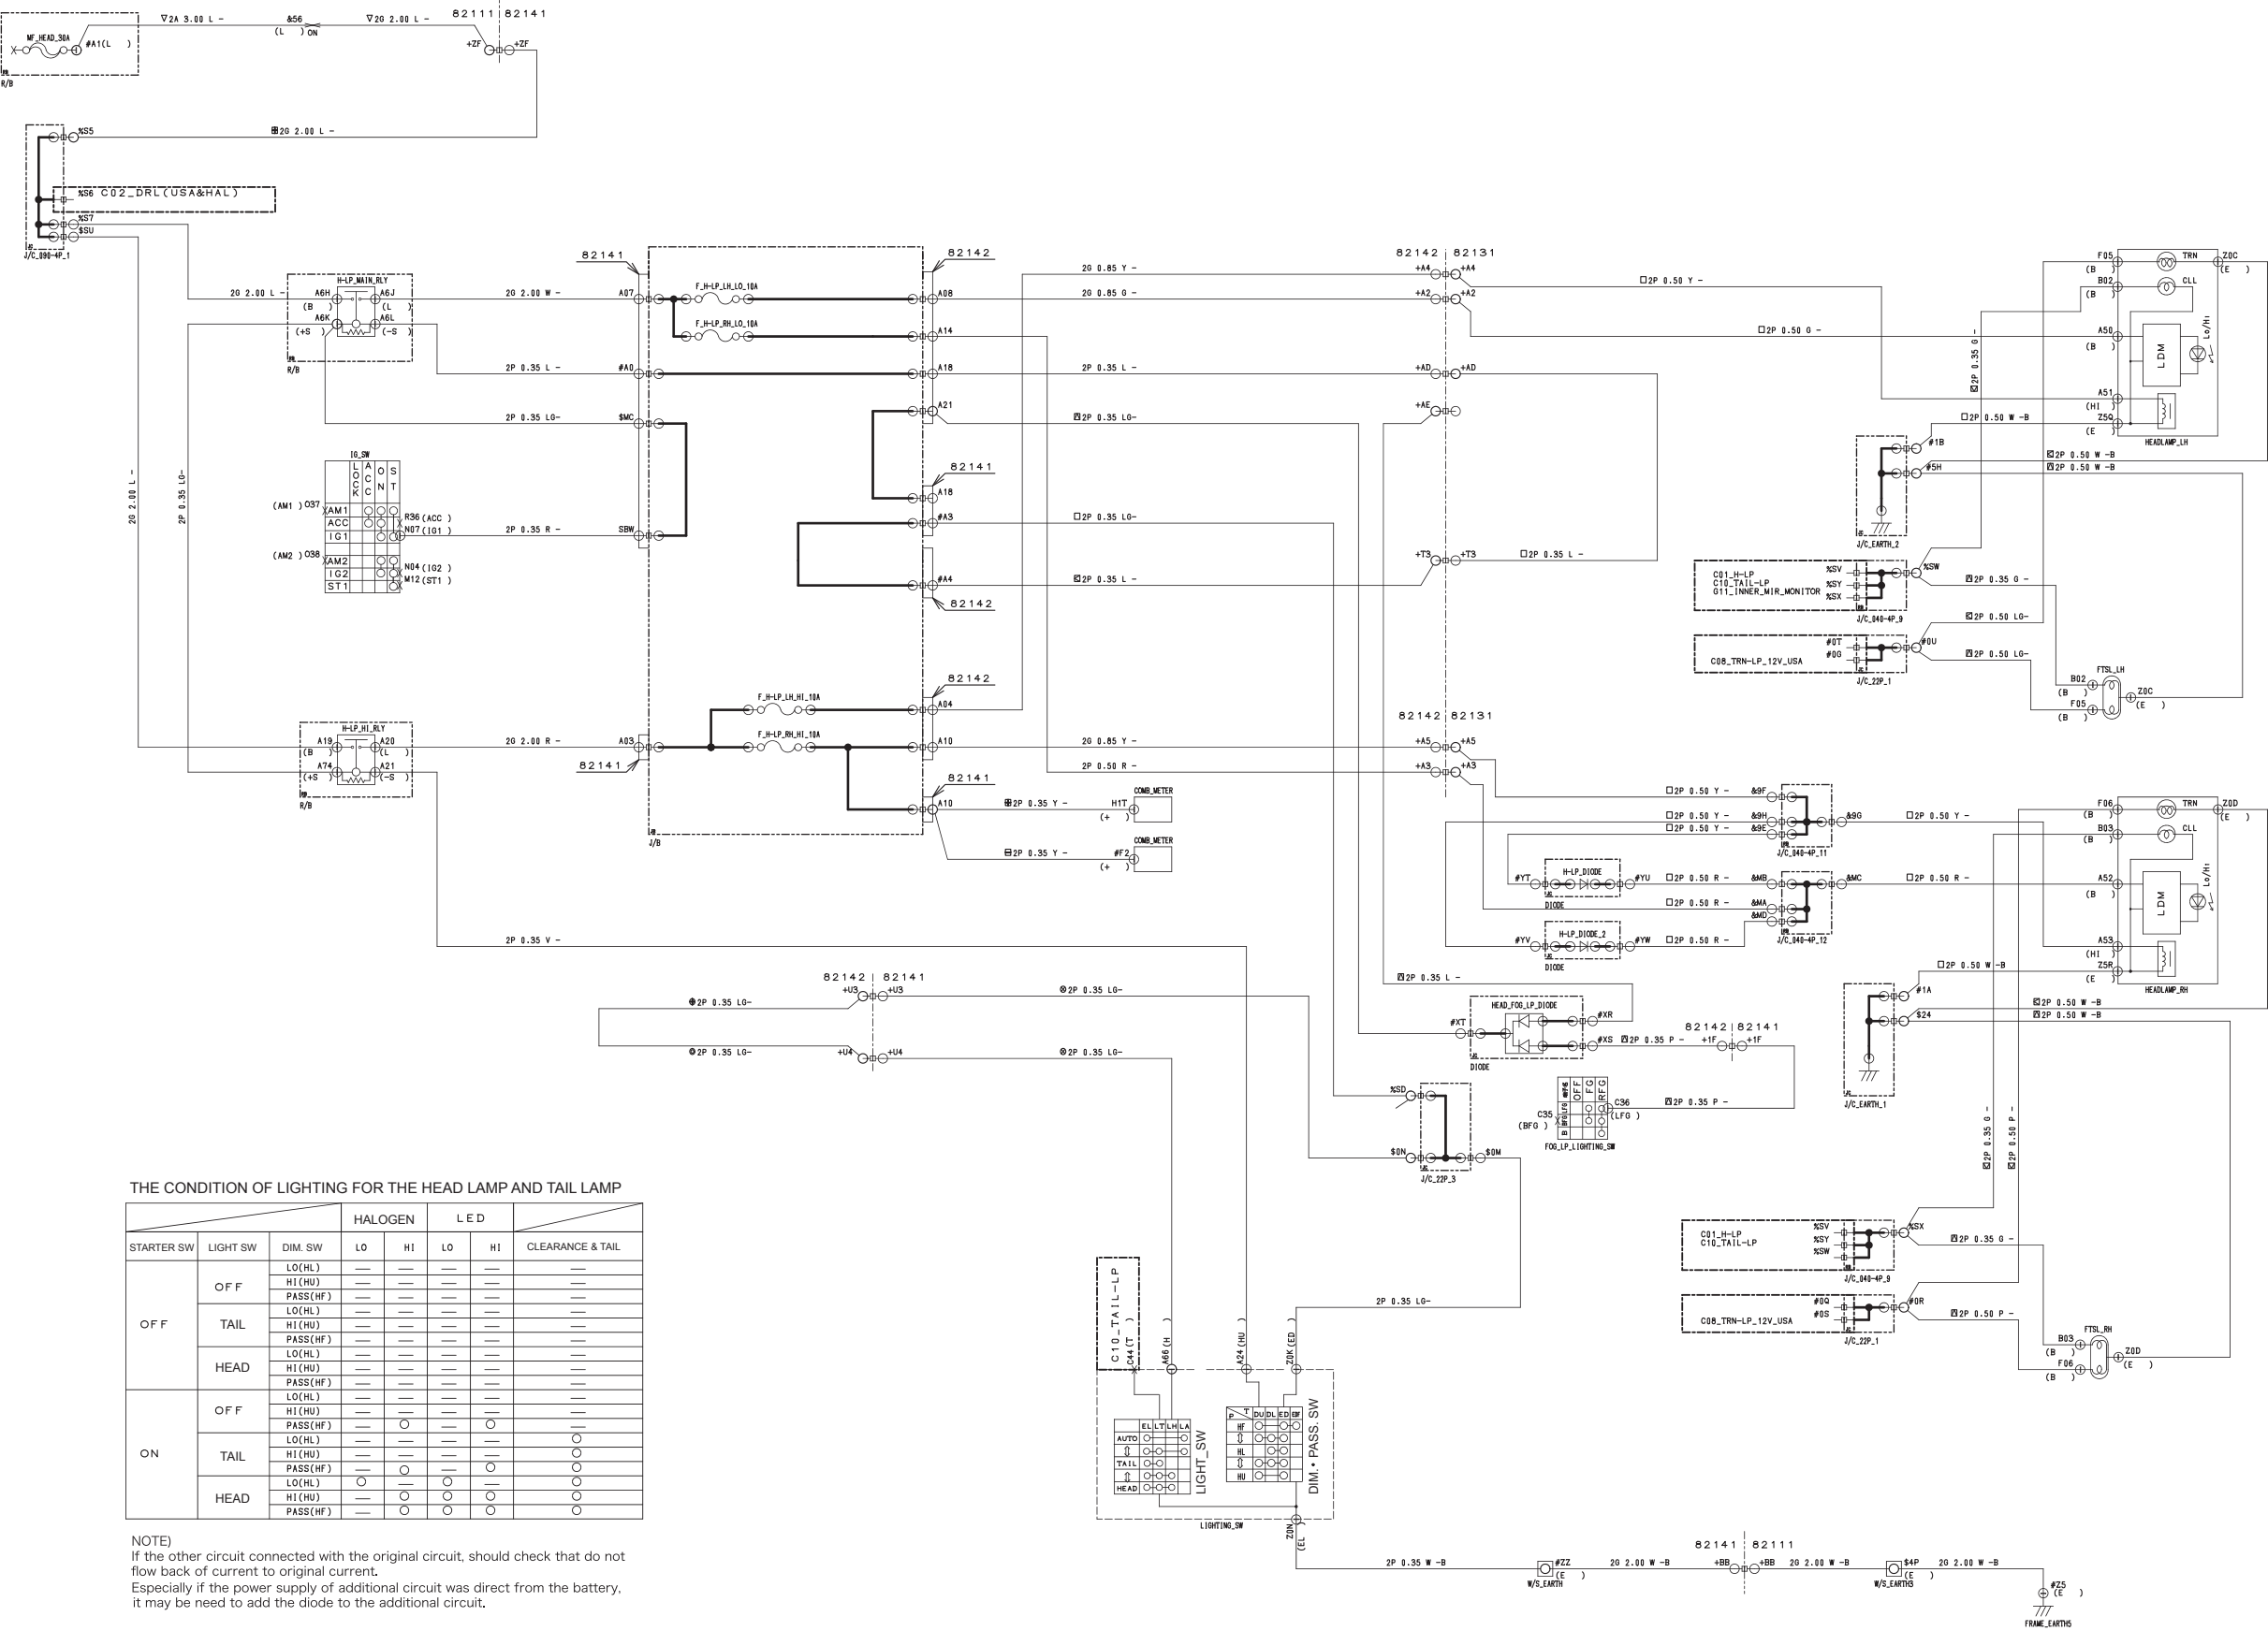 ▽2A 3.00 L -
&56
(L ) ON
▽2G 2.00 L -
82111 82141
+ZF
+ZF
MF_HEAD_30A
#A1(L )
R/B
%S5
⊞2G 2.00 L -
%S6 C02_DRL(USA&HAL)
%S7
$SU
J/C_090-4P_1
H-LP_MAIN_RLY
2G 2.00 L -
A6H
(B )
A6J
(L )
A6K
(+S )
A6L
(-S )
R/B
2G 2.00 W -
82141
A07
F_H-LP_LH_LO_10A
F_H-LP_RH_LO_10A
82142
A08
A14
2P 0.35 L -
#A0
A18
2P 0.35 LG-
$MC
A21
2G 0.85 Y -
2G 0.85 G -
2P 0.35 L -
2P 0.35 LG-
82142 82131
+A4
+A4
+A2
+A2
+AD
+AD
+AE
□2P 0.50 Y -
□2P 0.50 G -
2P 0.35 G -
F05
(B )
TRN
Z0C
(E )
B02
(B )
CLL
A50
(B )
LDM
Lo/Hi
A51
(HI )
Z5Q
(E )
HEADLAMP_LH
□2P 0.50 W -B
#1B
2P 0.50 W -B
#5H
2P 0.50 W -B
J/C_EARTH_2
IG_SW
LOCK
ACC
ON
ST
(AM1 ) O37
AM1
ACC
R36 (ACC )
IG1
N07 (IG1 )
(AM2 ) O38
AM2
IG2
N04 (IG2 )
ST1
M12 (ST1 )
2G 2.00 L -
2P 0.35 LG-
2P 0.35 R -
SBW
82141
A18
#A3
□2P 0.35 LG-
#A4
2P 0.35 L -
82142
+T3
+T3
□2P 0.35 L -
C01_H-LP
C10_TAIL-LP
G11_INNER_MIR_MONITOR
%SV
%SY
%SX
%SW
J/C_040-4P_9
2P 0.35 G -
2P 0.50 LG-
#0T
#0G
#0U
C08_TRN-LP_12V_USA
J/C_22P_1
2P 0.50 LG-
FTSL_LH
B02
(B )
F05
(B )
Z0C
(E )
82142
F_H-LP_LH_HI_10A
A04
H-LP_HI_RLY
A19
(B )
A20
(L )
A74
(+S )
A21
(-S )
R/B
2G 2.00 R -
A03
82141
F_H-LP_RH_HI_10A
A10
82141
A10
J/B
⊞2P 0.35 Y -
H1T
(+ )
COMB_METER
⊟2P 0.35 Y -
#F2
(+ )
COMB_METER
2G 0.85 Y -
2P 0.50 R -
82142 82131
+A5
+A5
+A3
+A3
□2P 0.50 Y -
&9F
□2P 0.50 Y -
&9H
□2P 0.50 Y -
&9E
&9G
□2P 0.50 Y -
J/C_040-4P_11
#YT
H-LP_DIODE
#YU
DIODE
□2P 0.50 R -
&MB
□2P 0.50 R -
&MA
&MD
&MC
□2P 0.50 R -
#YV
H-LP_DIODE_2
#YW
DIODE
□2P 0.50 R -
J/C_040-4P_12
F06
(B )
TRN
Z0D
(E )
B03
(B )
CLL
A52
(B )
LDM
Lo/Hi
A53
(HI )
Z5R
(E )
HEADLAMP_RH
□2P 0.50 W -B
#1A
2P 0.50 W -B
$24
2P 0.50 W -B
J/C_EARTH_1
2P 0.35 V -
82142 82141
+U3
+U3
⊗2P 0.35 LG-
⊕2P 0.35 LG-
2P 0.35 LG-
+U4
+U4
⊗2P 0.35 LG-
2P 0.35 L -
HEAD_FOG_LP_DIODE
#XT
#XR
#XS
DIODE
2P 0.35 P -
82142 82141
+1F
+1F
OFF
FG
RFG
LFG
BFG
B
C35
(BFG )
C36
(LFG )
2P 0.35 P -
FOG_LP_LIGHTING_SW
%SD
$0N
$0M
J/C_22P_3
2P 0.35 G -
2P 0.50 P -
C01_H-LP
C10_TAIL-LP
%SV
%SY
%SW
%SX
J/C_040-4P_9
2P 0.35 G -
#0Q
#0S
#0R
C08_TRN-LP_12V_USA
J/C_22P_1
2P 0.50 P -
FTSL_RH
B03
(B )
F06
(B )
Z0D
(E )
THE CONDITION OF LIGHTING FOR THE HEAD LAMP AND TAIL LAMP
HALOGEN LED
STARTER SW LIGHT SW DIM. SW LO HI LO HI CLEARANCE & TAIL
OFF OFF LO(HL) — — — — —
HI(HU) — — — — —
PASS(HF) — — — — —
TAIL LO(HL) — — — — —
HI(HU) — — — — —
PASS(HF) — — — — —
HEAD LO(HL) — — — — —
HI(HU) — — — — —
PASS(HF) — — — — —
ON OFF LO(HL) — — — — —
HI(HU) — — — — —
PASS(HF) — ○ — ○ —
TAIL LO(HL) — — — — ○
HI(HU) — — — — ○
PASS(HF) — ○ — ○ ○
HEAD LO(HL) ○ — ○ — ○
HI(HU) — ○ ○ ○ ○
PASS(HF) — ○ ○ ○ ○
NOTE)
If the other circuit connected with the original circuit, should check that do not
flow back of current to original current.
Especially if the power supply of additional circuit was direct from the battery,
it may be need to add the diode to the additional circuit.
2P 0.35 LG-
C10_TAIL-LP
C44(T )
A66(H )
A24(HU )
Z0K(ED )
EL LT LH LA
AUTO
⇕
TAIL
⇕
HEAD
LIGHT_SW
P T DU DL ED EDF
HF
⇕
HL
⇕
HU
DIM.•PASS. SW
LIGHTING_SW
Z0N
(EL )
2P 0.35 W -B
#ZZ
(E )
W/S_EARTH
2G 2.00 W -B
82141 82111
+BB
+BB
2G 2.00 W -B
$4P
(E )
W/S_EARTH3
2G 2.00 W -B
#Z5
(E )
FRAME_EARTH5